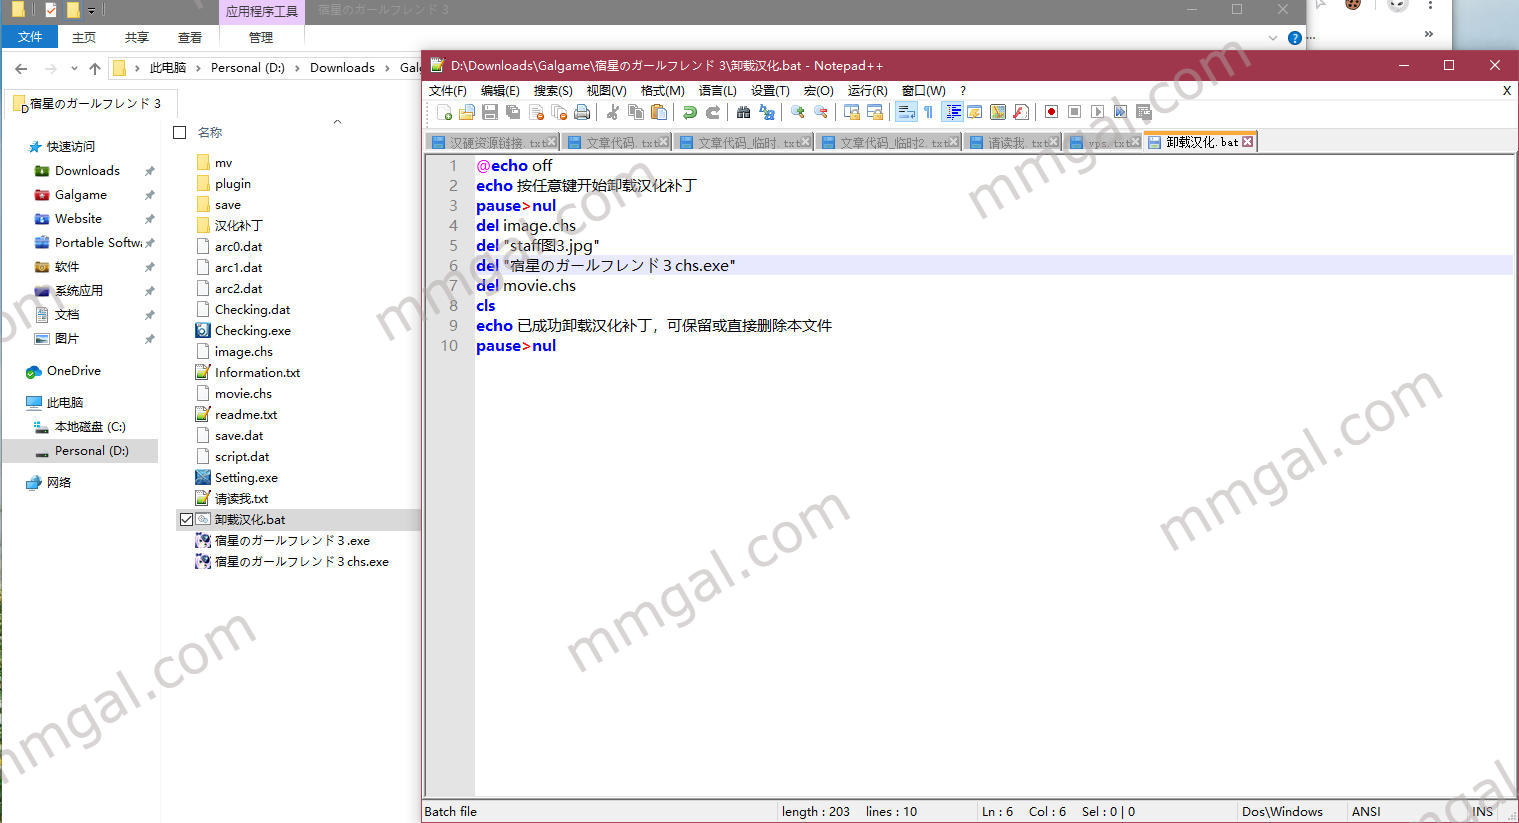 应用程序工具 宿星のガールフレンド 3
文件 主页 共享 查看 管理
此电脑 › Personal (D:) › Downloads › Gal
宿星のガールフレンド 3
快速访问
Downloads
Galgame
Website
Portable Softw
软件
系统应用
文档
图片
OneDrive
此电脑
本地磁盘 (C:)
Personal (D:)
网络
名称
mv
plugin
save
汉化补丁
arc0.dat
arc1.dat
arc2.dat
Checking.dat
Checking.exe
image.chs
Information.txt
movie.chs
readme.txt
save.dat
script.dat
Setting.exe
请读我.txt
卸载汉化.bat
宿星のガールフレンド３.exe
宿星のガールフレンド３chs.exe
D:\Downloads\Galgame\宿星のガールフレンド 3\卸载汉化.bat - Notepad++
文件(F) 编辑(E) 搜索(S) 视图(V) 格式(M) 语言(L) 设置(T) 宏(O) 运行(R) 窗口(W) ? X
汉硬资源链接.txt 文章代码.txt 文章代码_临时.txt 文章代码_临时2.txt 请读我.txt vps.txt 卸载汉化.bat
1 @echo off
2 echo 按任意键开始卸载汉化补丁
3 pause>nul
4 del image.chs
5 del "staff图3.jpg"
6 del "宿星のガールフレンド３chs.exe"
7 del movie.chs
8 cls
9 echo 已成功卸载汉化补丁，可保留或直接删除本文件
10 pause>nul
Batch file length : 203 lines : 10 Ln : 6 Col : 6 Sel : 0 | 0 Dos\Windows ANSI INS
mmgal.com
mmgal.com
mmgal.com
mmgal.com
mmgal.com